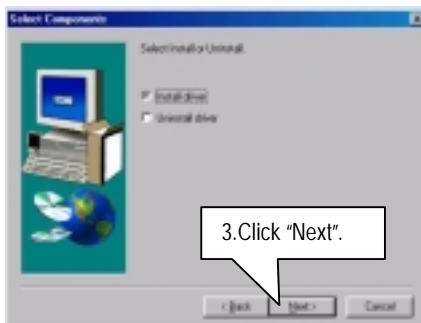 Select Components
Select Install or Uninstall.
Install driver
Uninstall driver
3.Click “Next”.
< Back
Next >
Cancel